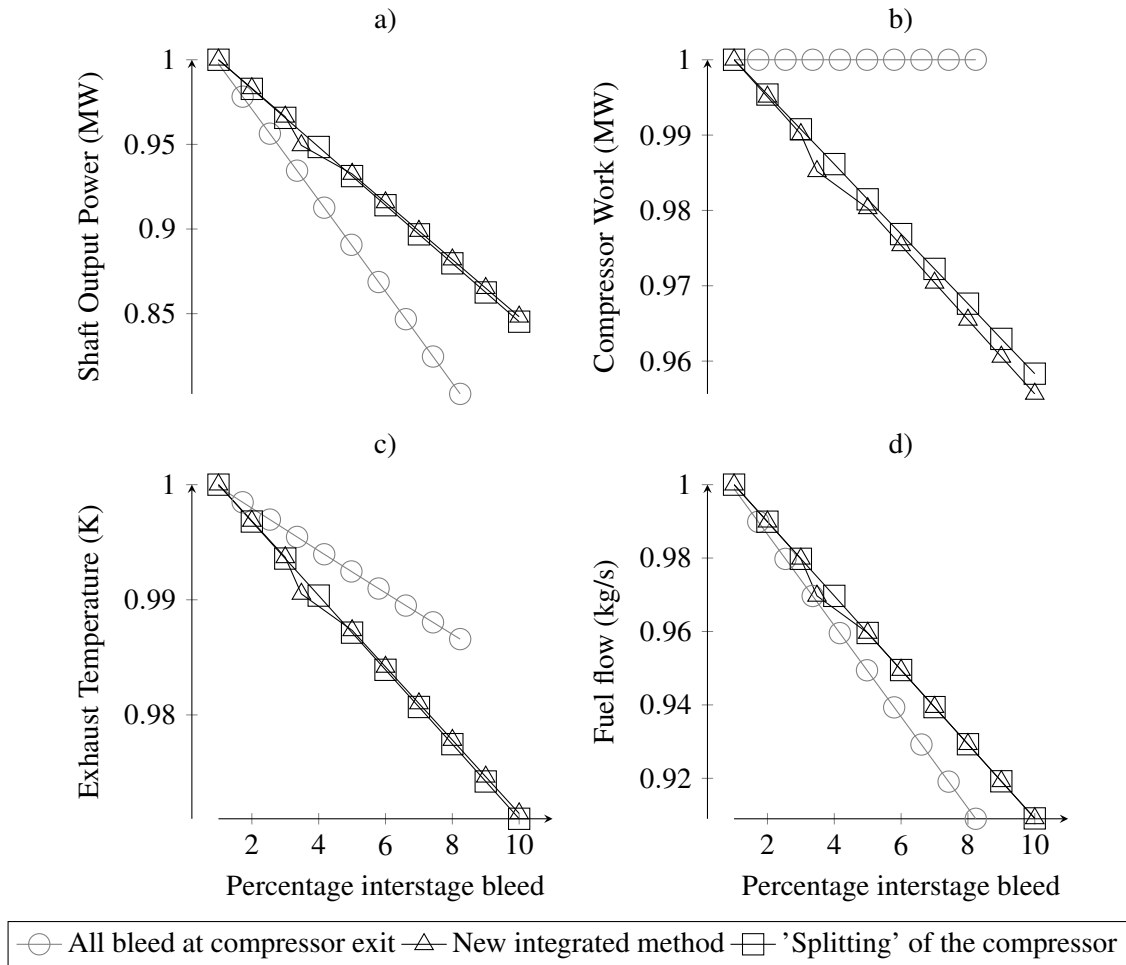 a)
b)
1
0.95
0.9
0.85
Shaft Output Power (MW)
1
0.99
0.98
0.97
0.96
Compressor Work (MW)
c)
d)
1
0.99
0.98
Exhaust Temperature (K)
2 4 6 8 10
Percentage interstage bleed
1
0.98
0.96
0.94
0.92
Fuel flow (kg/s)
2 4 6 8 10
Percentage interstage bleed
All bleed at compressor exit New integrated method 'Splitting' of the compressor